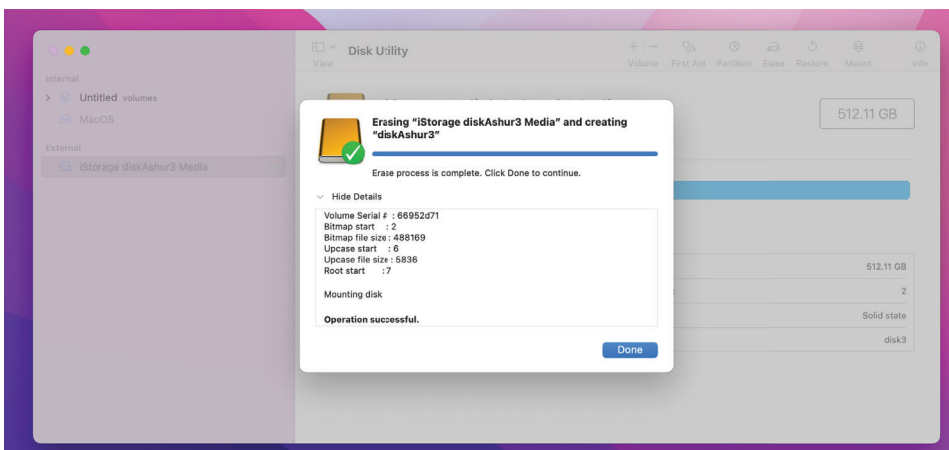 Disk Utility
View
Volume First Aid Partition Erase Restore Mount Info
Internal
Untitled volumes
MacOS
External
iStorage diskAshur3 Media
512.11 GB
Erasing “iStorage diskAshur3 Media” and creating
“diskAshur3”
Erase process is complete. Click Done to continue.
Hide Details
Volume Serial # : 66952d71
Bitmap start : 2
Bitmap file size : 488169
Upcase start : 6
Upcase file size : 5836
Root start :7
Mounting disk
Operation successful.
Done
512.11 GB
2
Solid state
disk3